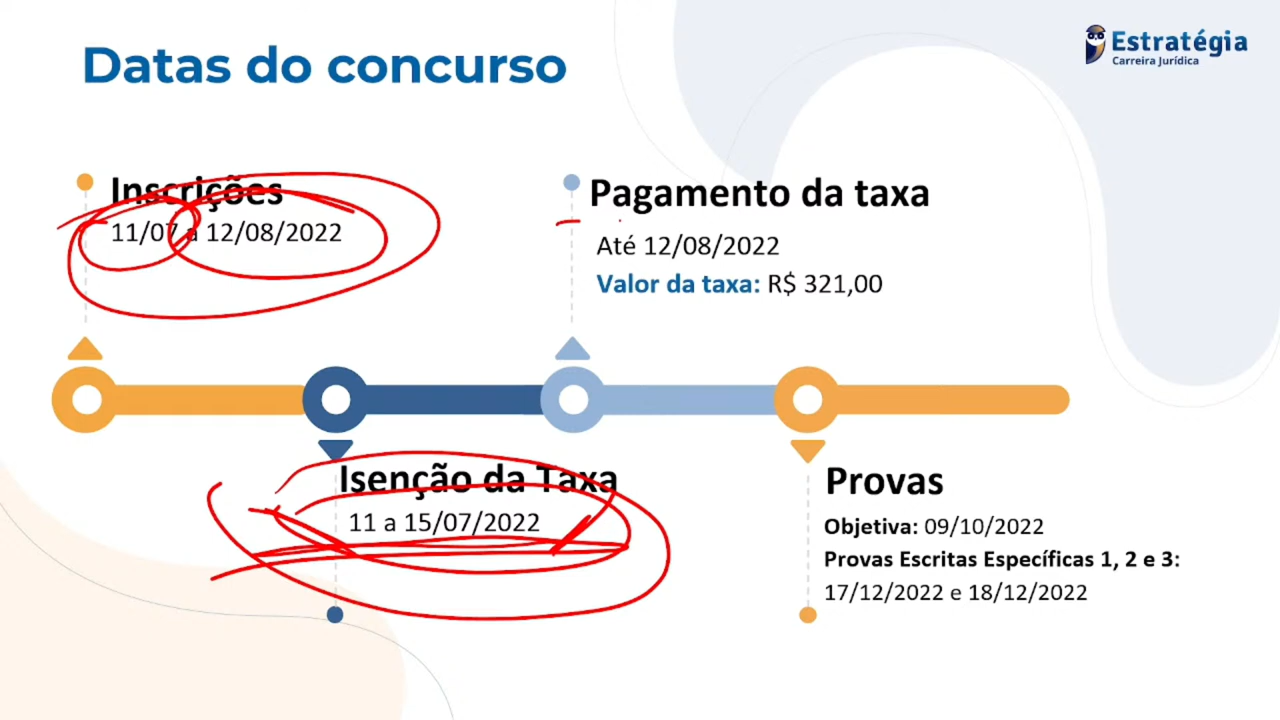 Datas do concurso
Estratégia
Carreira Jurídica
Inscrições
11/07 a 12/08/2022
Pagamento da taxa
Até 12/08/2022
Valor da taxa: R$ 321,00
Isenção da Taxa
11 a 15/07/2022
Provas
Objetiva: 09/10/2022
Provas Escritas Específicas 1, 2 e 3:
17/12/2022 e 18/12/2022